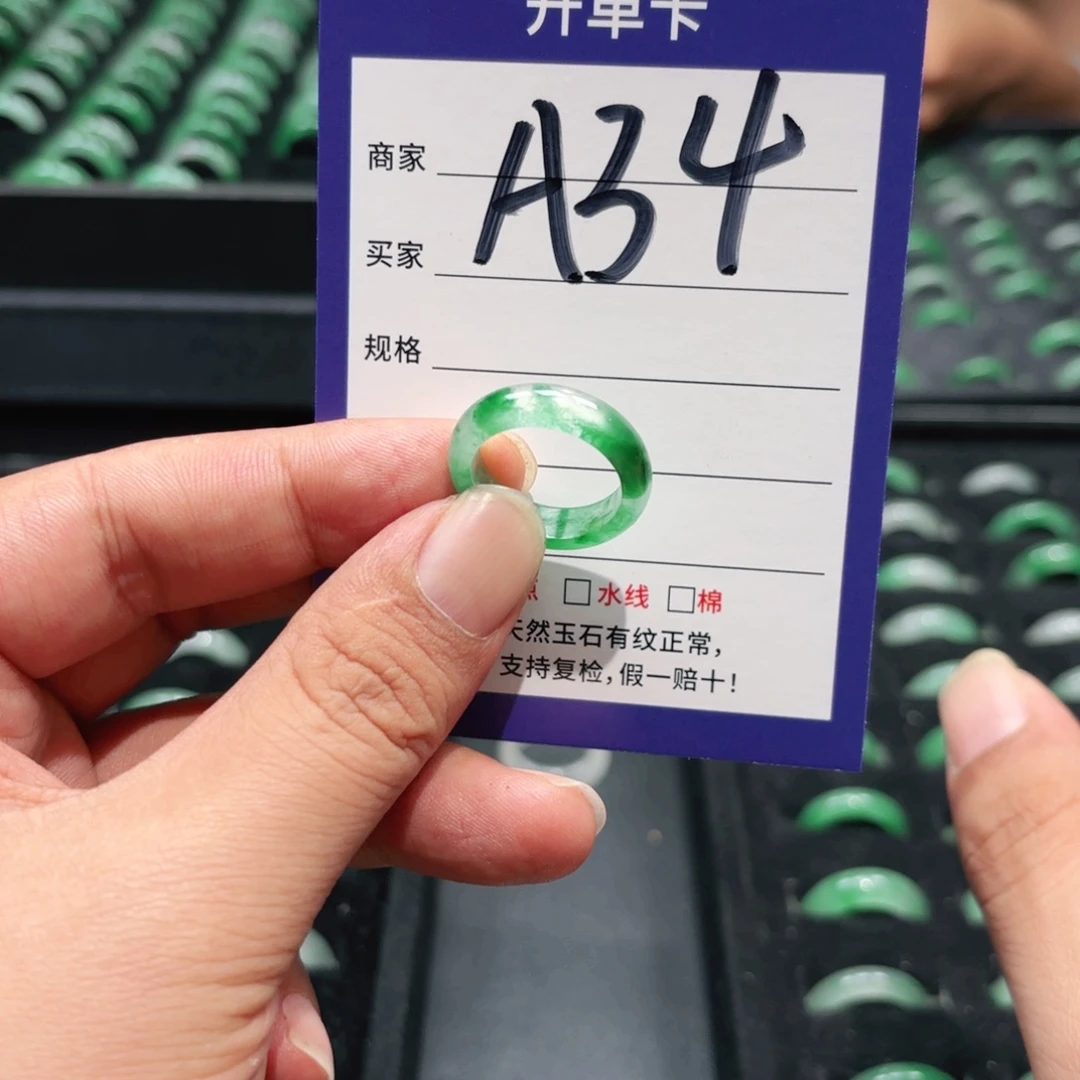 开单卡
商家 A34
买家
规格
□水线 □棉
天然玉石有纹正常，
支持复检，假一赔十！